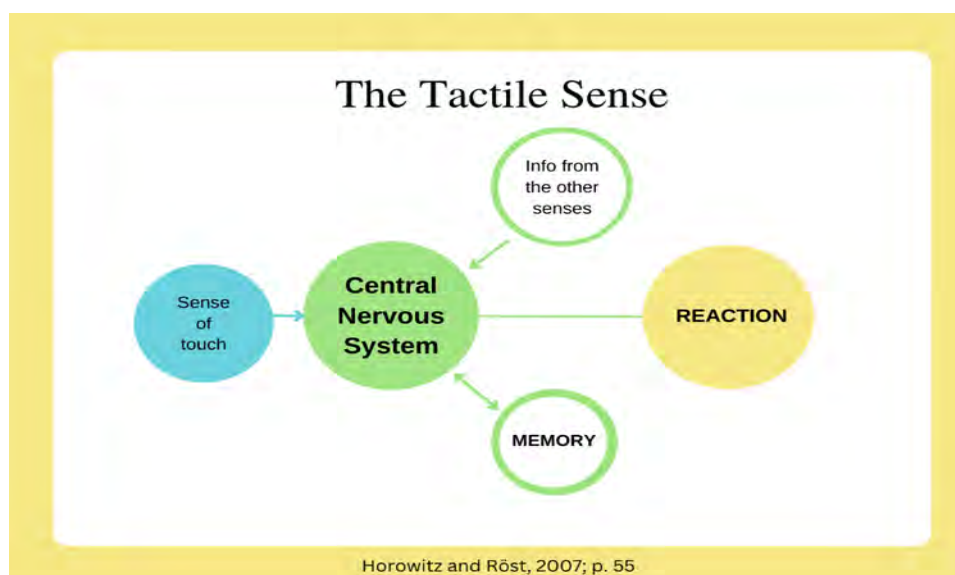 The Tactile Sense
Info from
the other
senses
Sense
of
touch
Central
Nervous
System
REACTION
MEMORY
Horowitz and Röst, 2007; p. 55